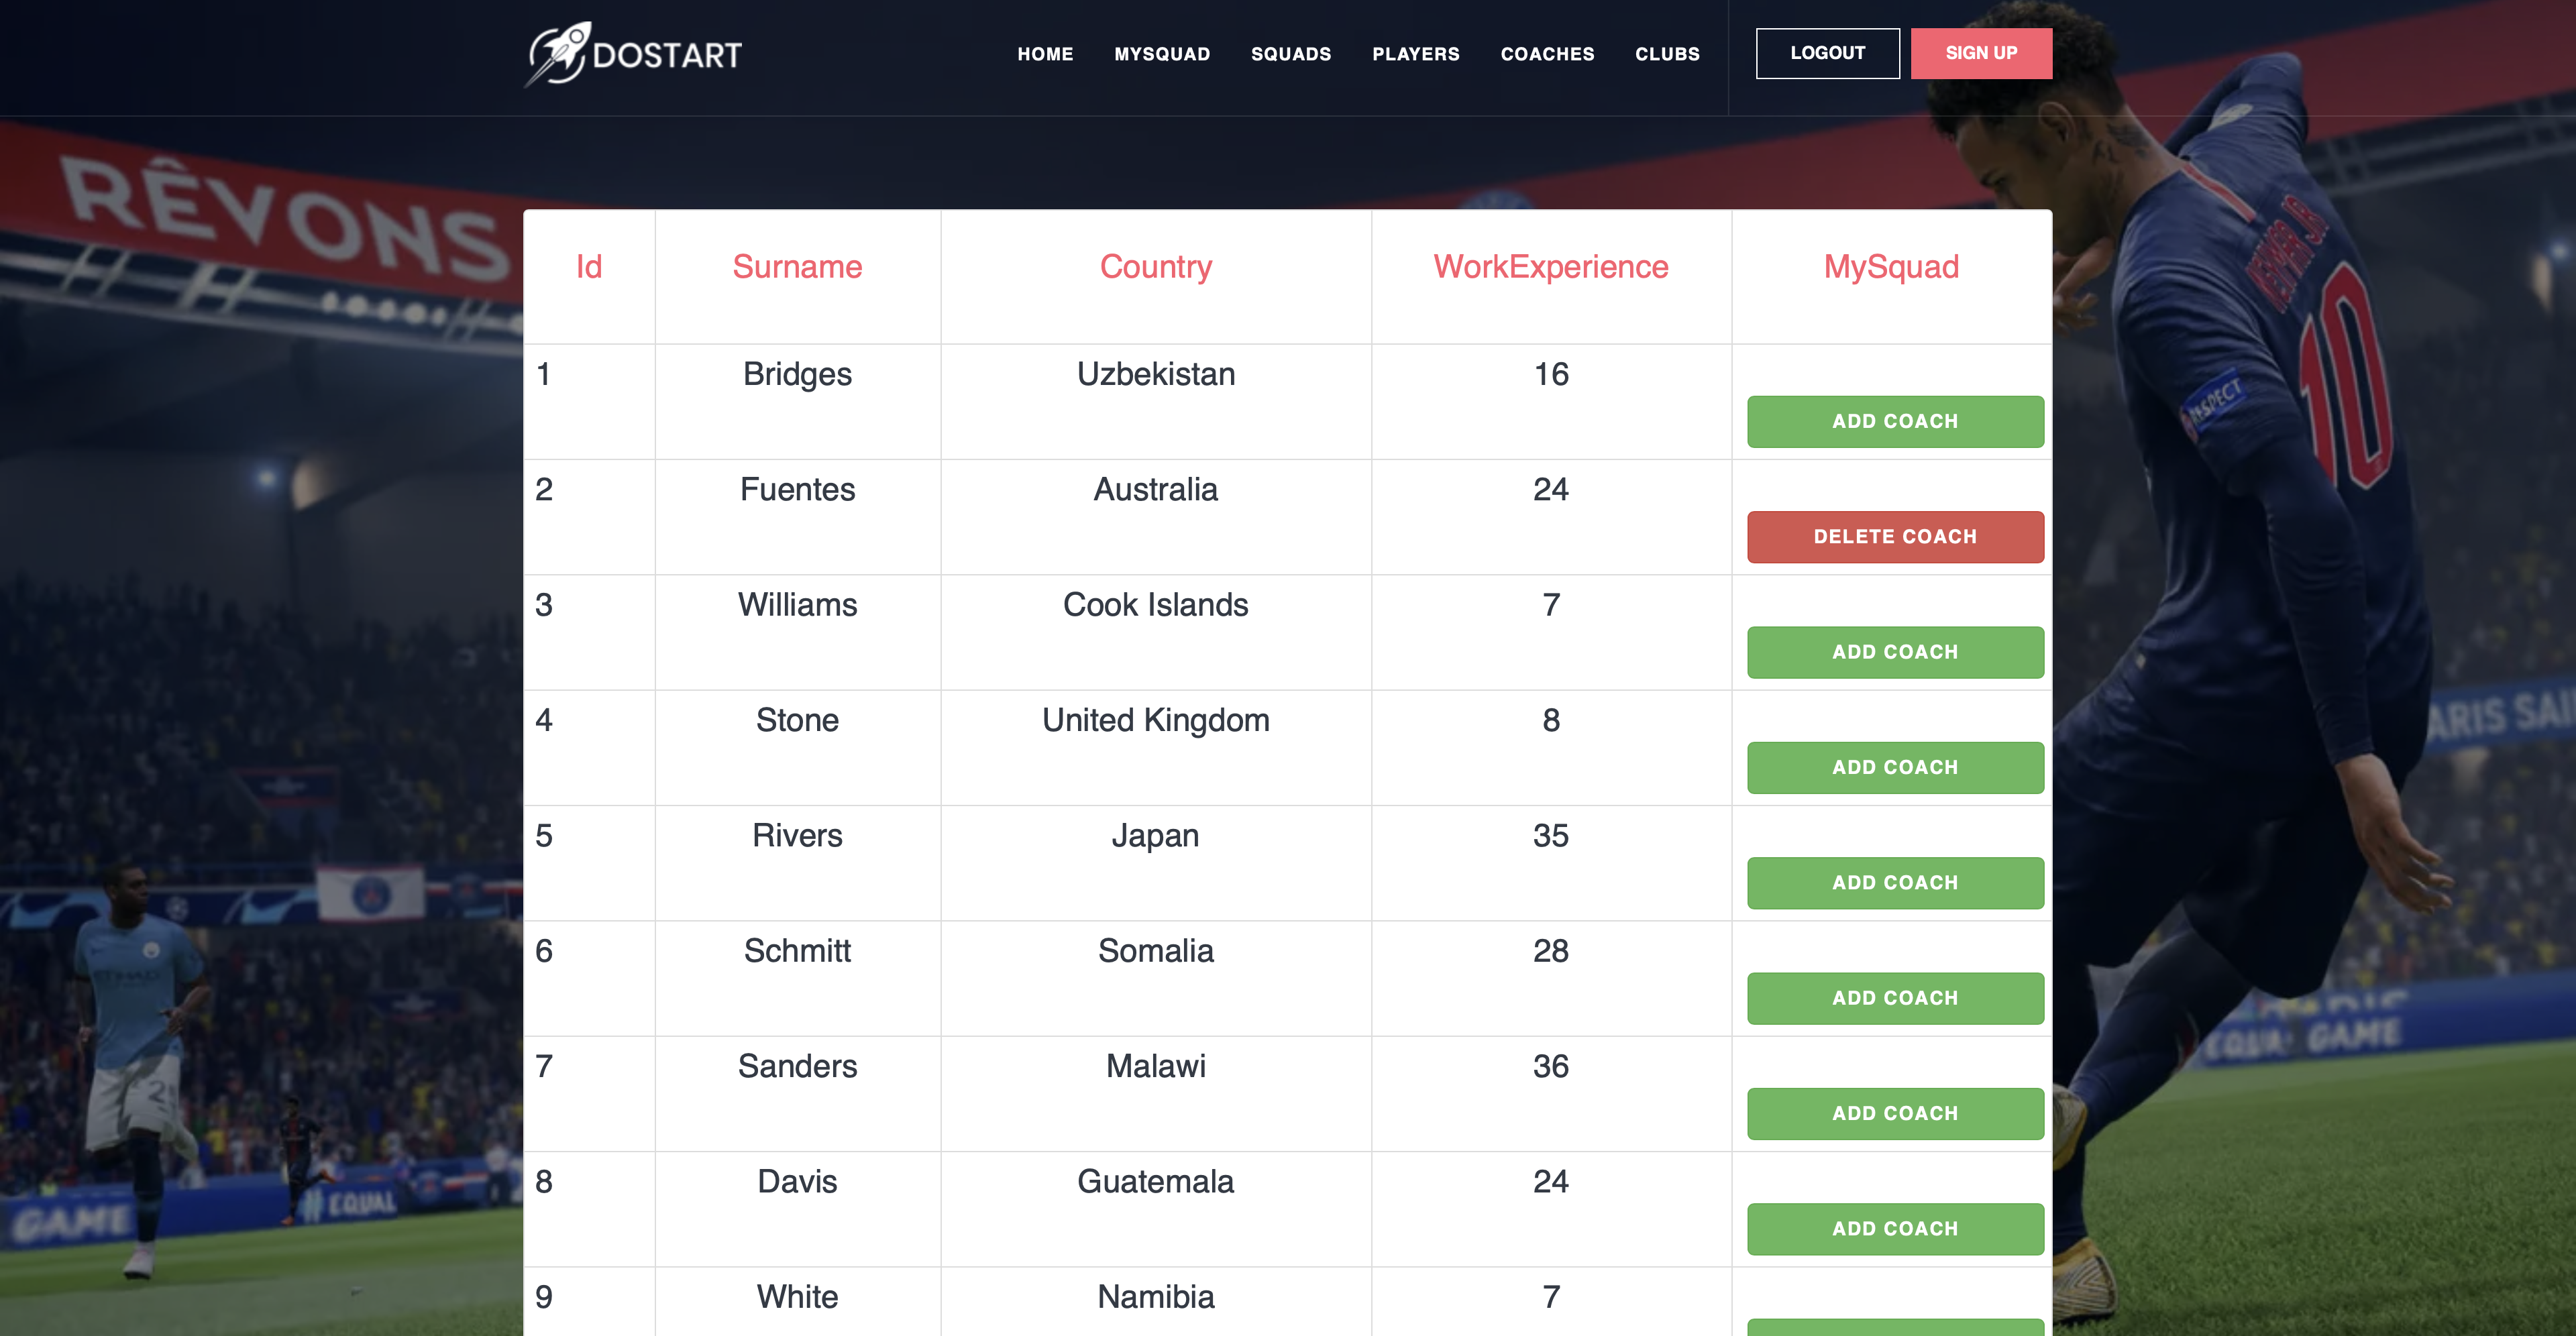 DOSTART
HOME MYSQUAD SQUADS PLAYERS COACHES CLUBS LOGOUT SIGN UP
RÊVONS
NEYMAR JR
10
RESPECT
Id Surname Country WorkExperience MySquad
1 Bridges Uzbekistan 16
ADD COACH
2 Fuentes Australia 24
DELETE COACH
3 Williams Cook Islands 7
ADD COACH
4 Stone United Kingdom 8
ADD COACH
ARIS SAI
5 Rivers Japan 35
ADD COACH
6 Schmitt Somalia 28
ADD COACH
EQUAL GAME
7 Sanders Malawi 36
ADD COACH
8 Davis Guatemala 24
ADD COACH
GAME
#EQUAL
9 White Namibia 7